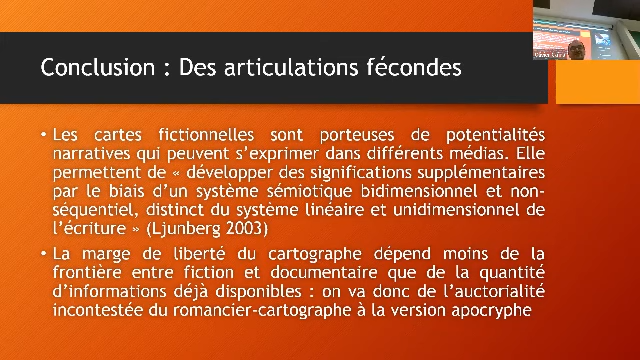 Conclusion : Des articulations fécondes
• Les cartes fictionnelles sont porteuses de potentialités
narratives qui peuvent s’exprimer dans différents médias. Elle
permettent de « développer des significations supplémentaires
par le biais d’un système sémiotique bidimensionnel et non-
séquentiel, distinct du système linéaire et unidimensionnel de
l’écriture » (Ljunberg 2003)
• La marge de liberté du cartographe dépend moins de la
frontière entre fiction et documentaire que de la quantité
d’informations déjà disponibles : on va donc de l’auctorialité
incontestée du romancier-cartographe à la version apocryphe